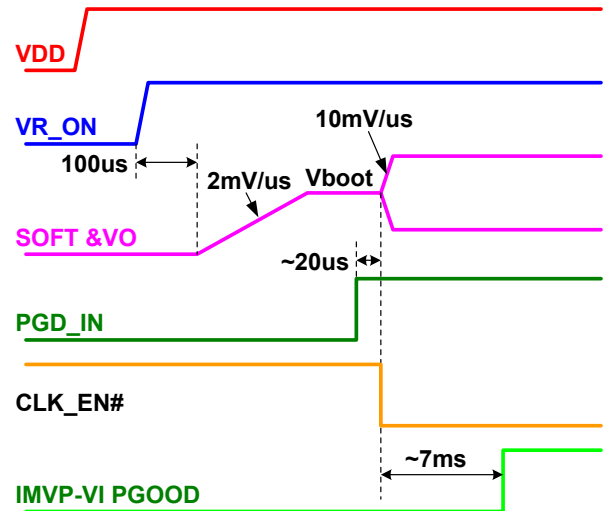 VDD
VR_ON
10mV/us
100us
2mV/us
Vboot
SOFT &VO
~20us
PGD_IN
CLK_EN#
~7ms
IMVP-VI PGOOD